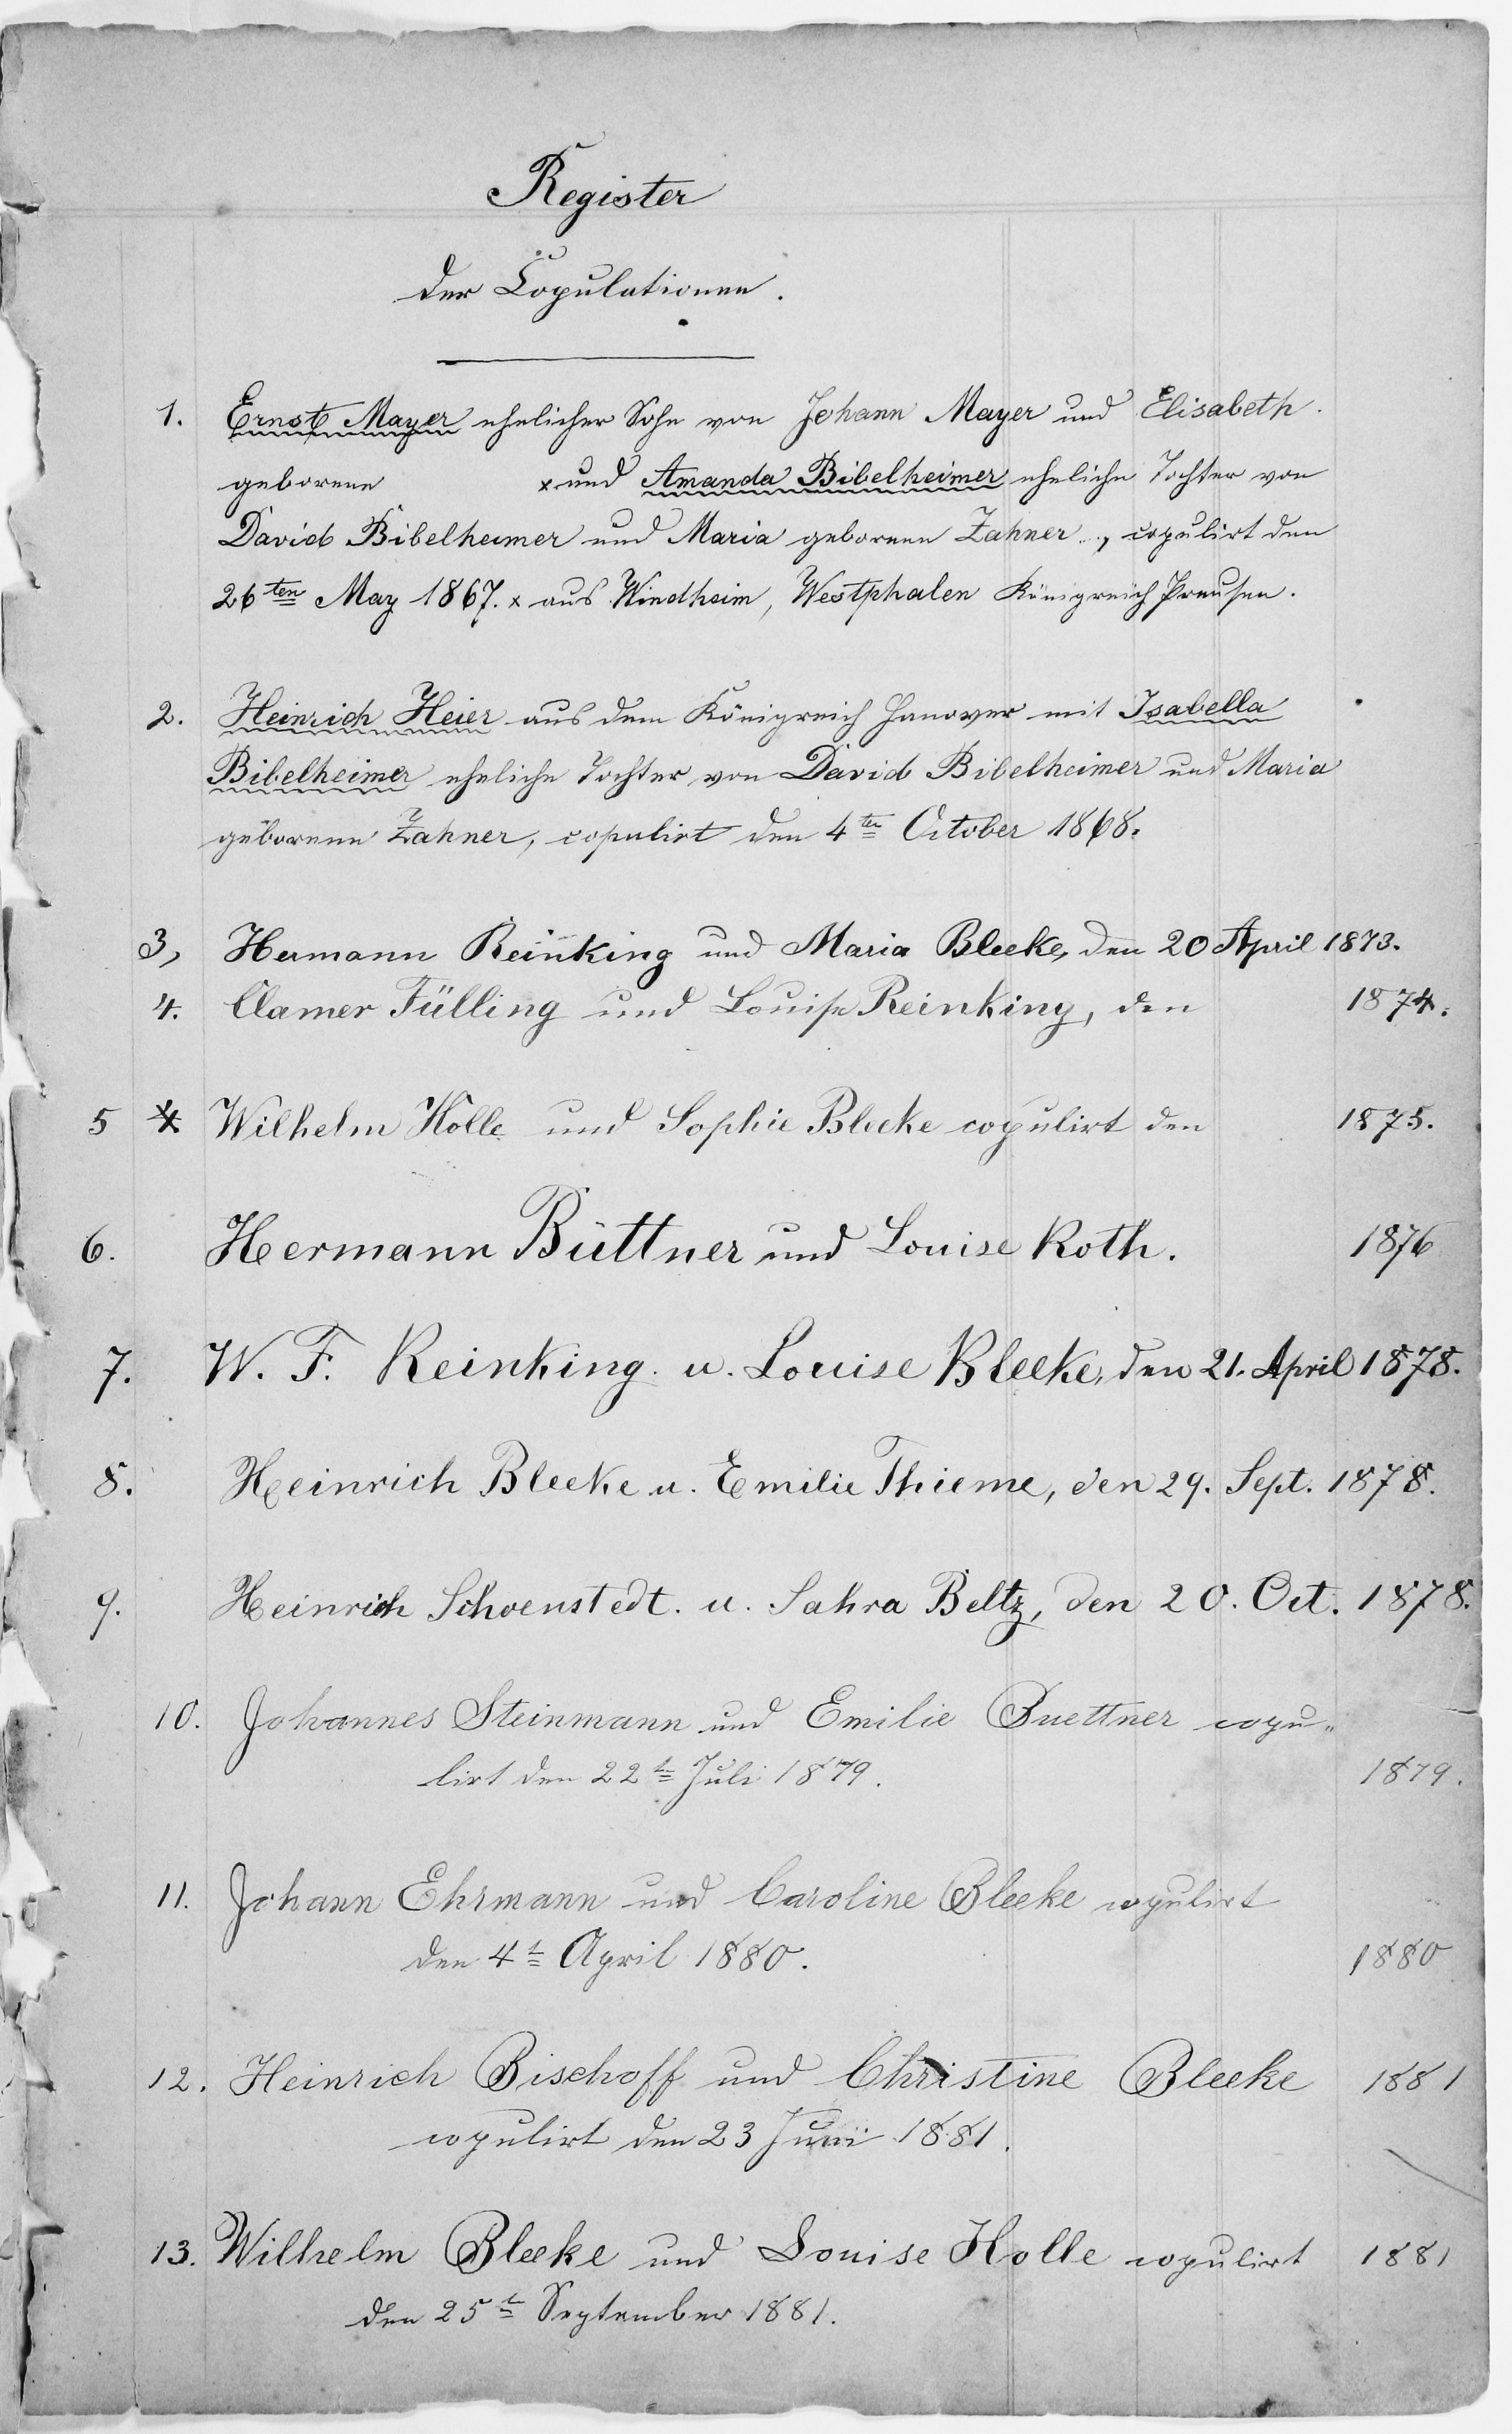 Register
der Copulationen.
1. Ernst Mayer ehelicher Sohn von Johann Mayer und Elisabeth
geborene x und Amanda Bibelheimer eheliche Tochter von
David Bibelheimer und Maria geborene Zahner, copulirt den
26ten May 1867. x aus Windheim, Westphalen Königreich Preusen.
2. Heinrich Heier aus dem Königreich Hanover mit Isabella
Bibelheimer eheliche Tochter von David Bibelheimer und Maria
geborene Zahner, copulirt den 4ten October 1868.
3, Hermann Reinking und Maria Bleeke, den 20 April 1873.
4. Clamer Fülling und Louise Reinking, den 1874.
5 Wilhelm Holle und Sophie Bleeke copulirt den 1875.
6. Hermann Büttner und Louise Roth. 1876
7. W. F. Reinking u. Louise Bleeke, den 21. April 1878.
8. Heinrich Bleeke u. Emilie Thieme, den 29. Sept. 1878.
9. Heinrich Schoenstedt. u. Sahra Beltz, den 20. Oct. 1878.
10. Johannes Steinmann und Emilie Buettner copu„
lirt den 22t Juli 1879. 1879.
11. Johann Ehrmann und Caroline Bleeke copulirt
den 4t April 1880. 1880
12. Heinrich Bischoff und Christine Bleeke 1881
copulirt den 23 Juni 1881.
13. Wilhelm Bleeke und Louise Holle copulirt 1881
den 25t September 1881.